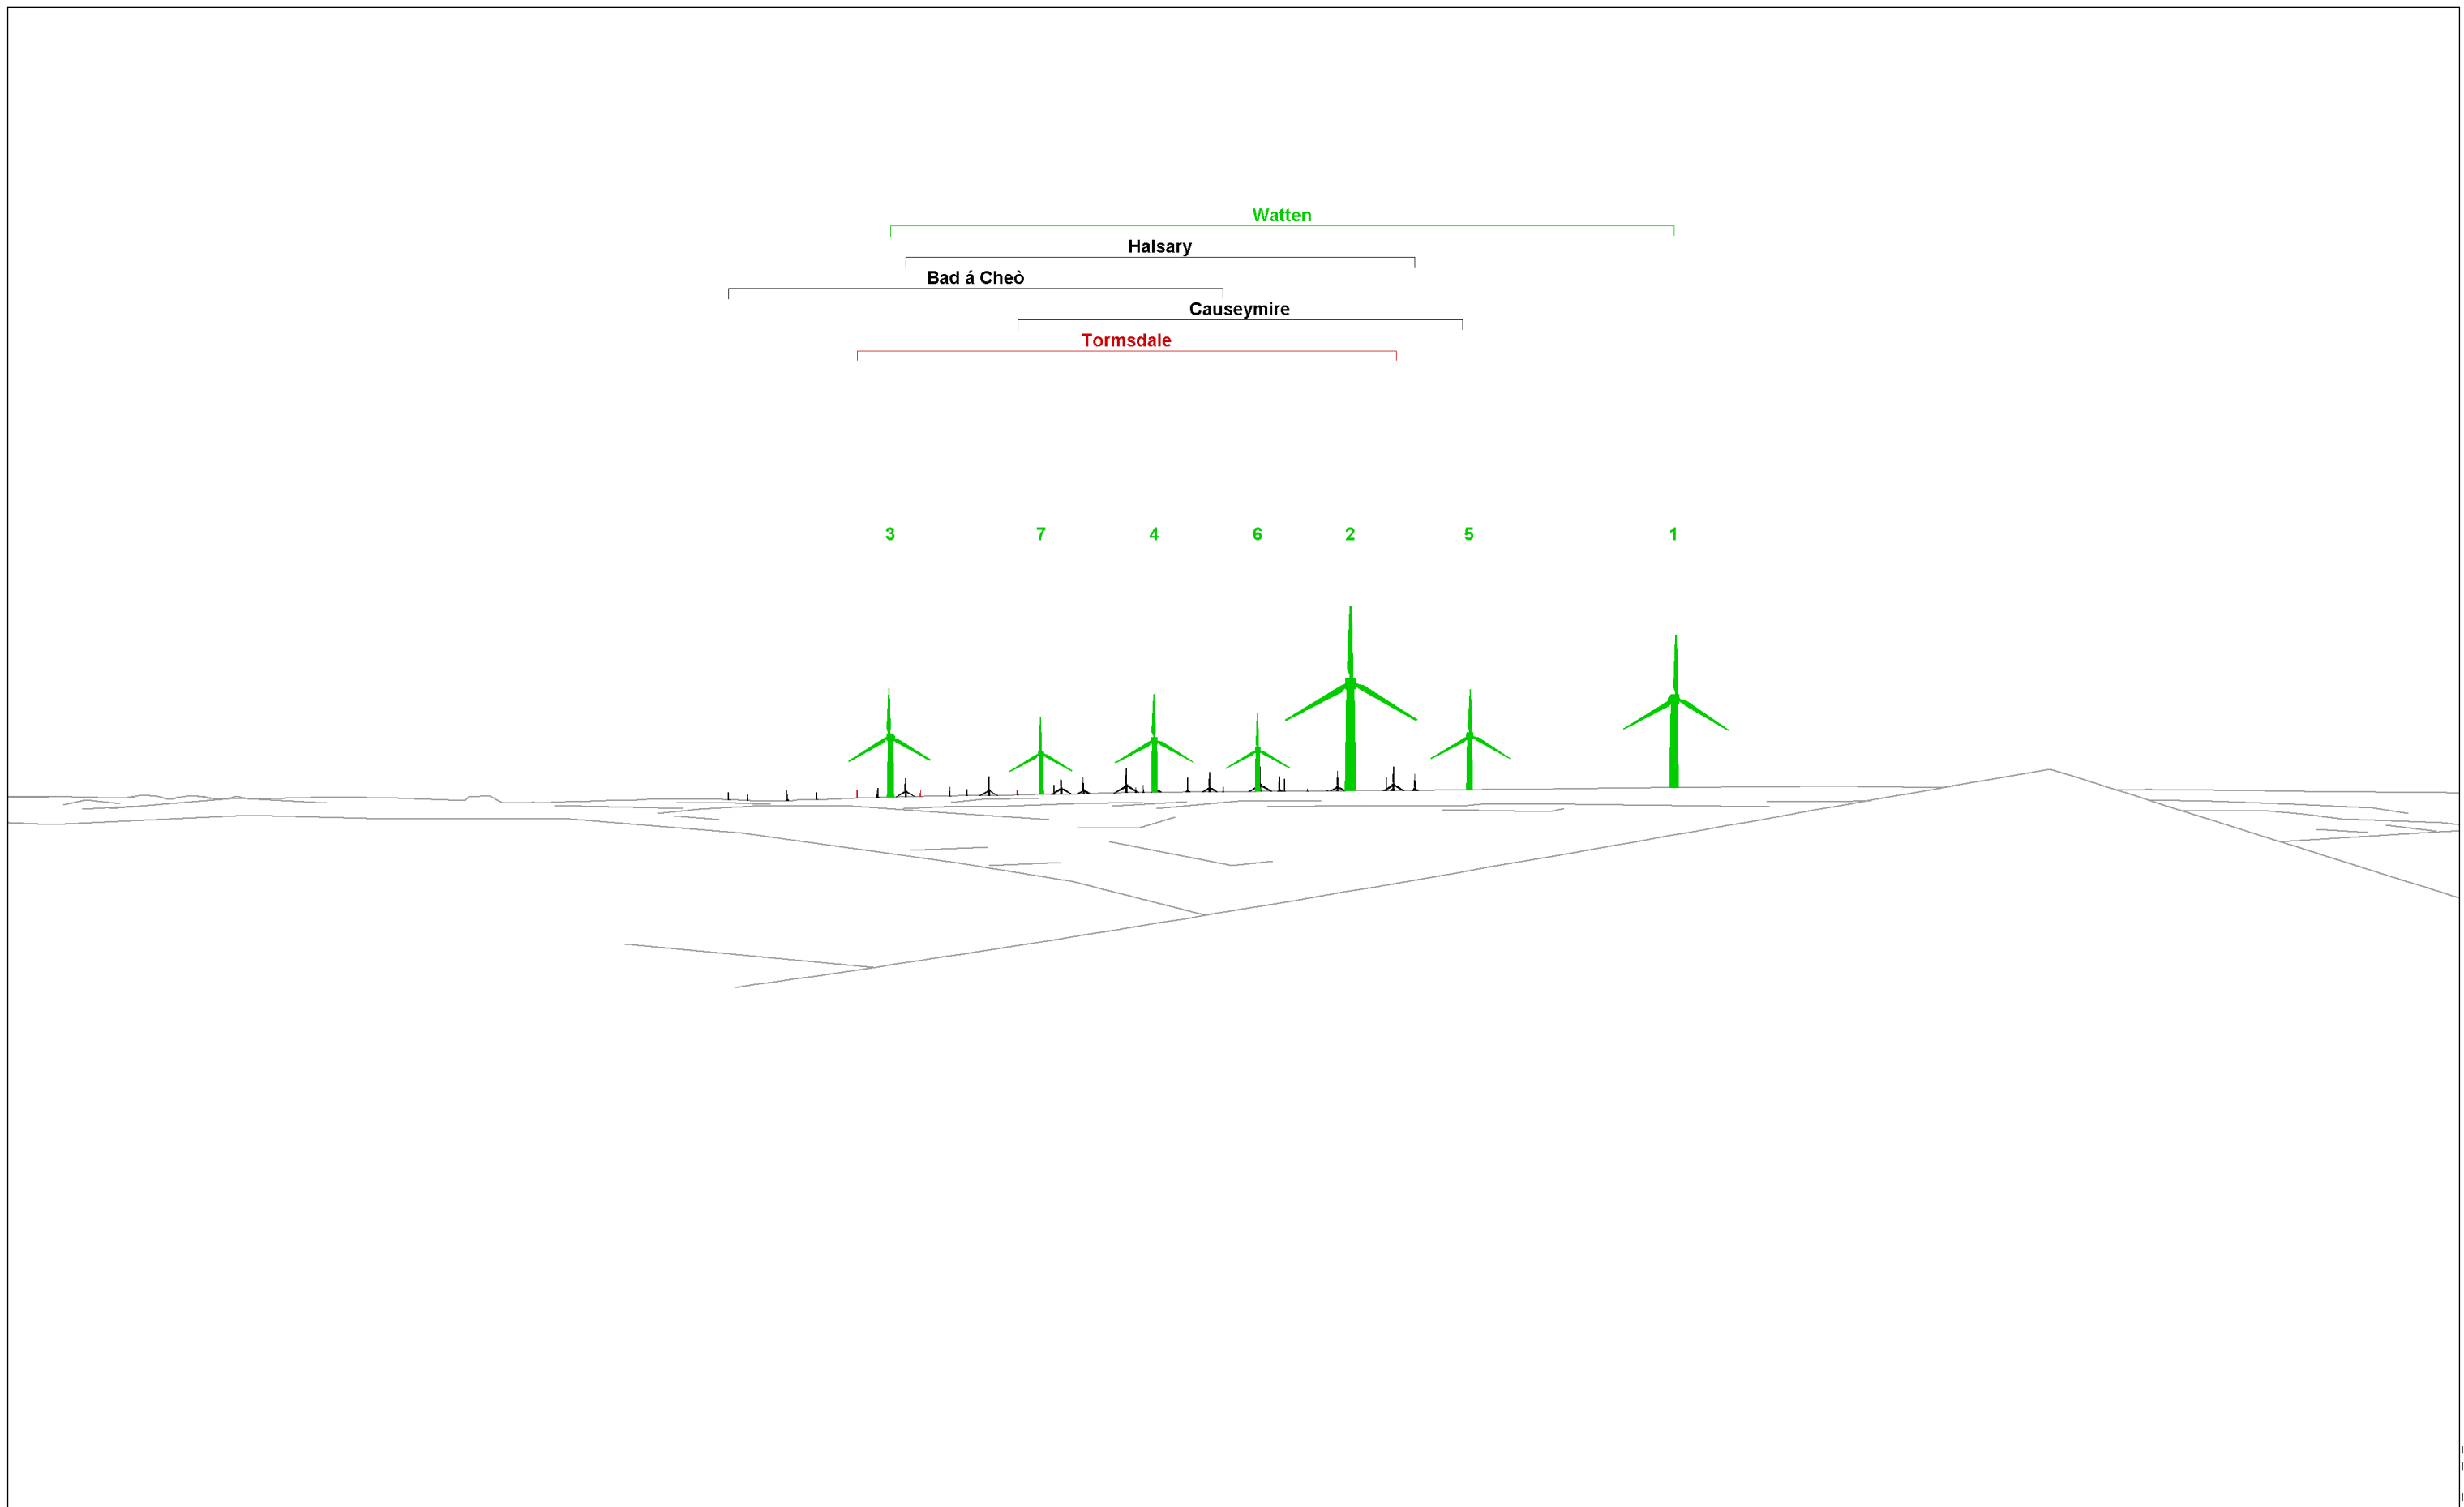 Watten
Halsary
Bad á Cheò
Causeymire
Tormsdale
3 7 4 6 2 5 1